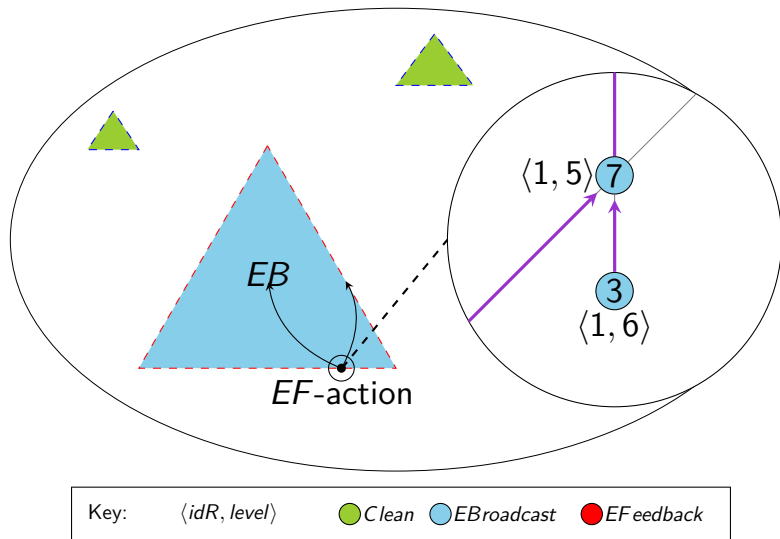 ⟨1, 5⟩ 7
EB
3
⟨1, 6⟩
EF-action
Key: ⟨idR, level⟩ Clean EBroadcast EFeedback